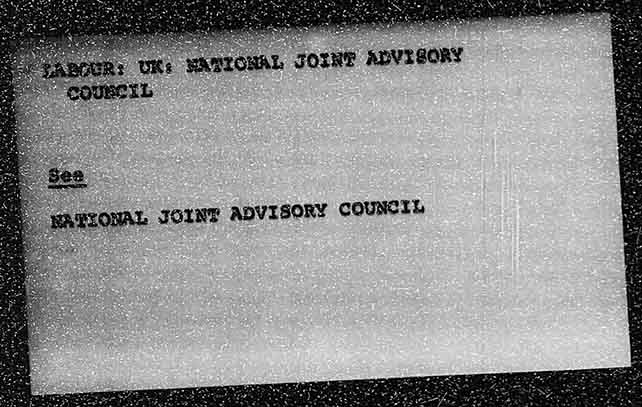 LABOUR: UK: NATIONAL JOINT ADVISORY
COUNCIL
See
NATIONAL JOINT ADVISORY COUNCIL